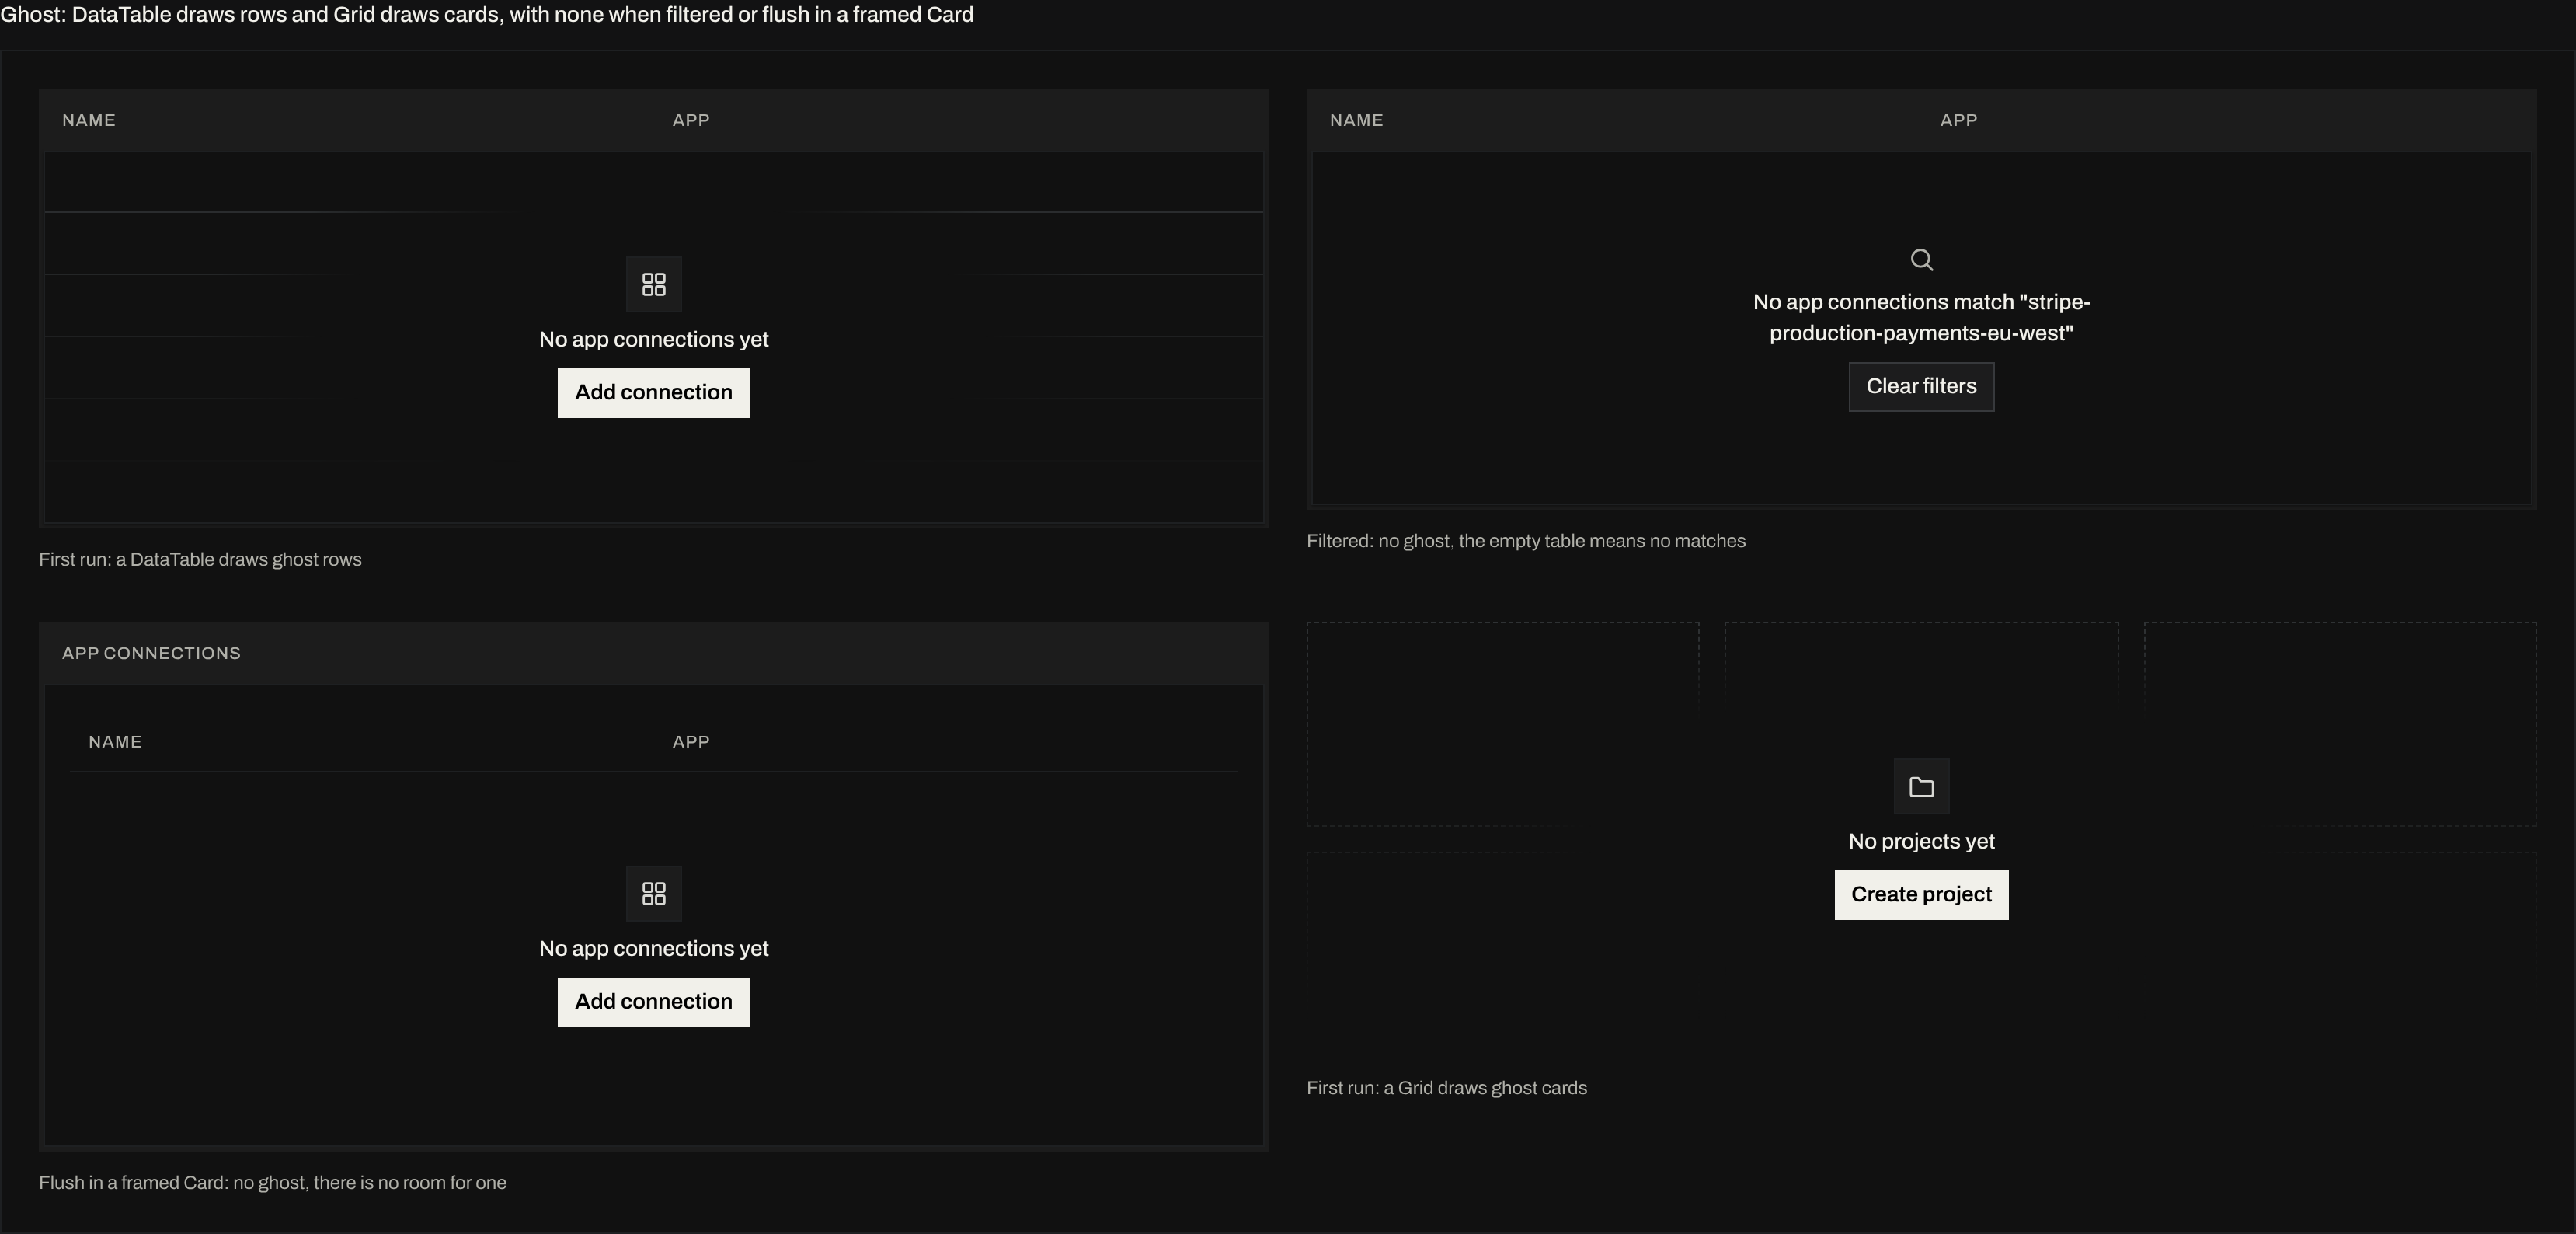 Ghost: DataTable draws rows and Grid draws cards, with none when filtered or flush in a framed Card
NAME APP
No app connections yet
Add connection
First run: a DataTable draws ghost rows
NAME APP
No app connections match "stripe-
production-payments-eu-west"
Clear filters
Filtered: no ghost, the empty table means no matches
APP CONNECTIONS
NAME APP
No app connections yet
Add connection
Flush in a framed Card: no ghost, there is no room for one
No projects yet
Create project
First run: a Grid draws ghost cards